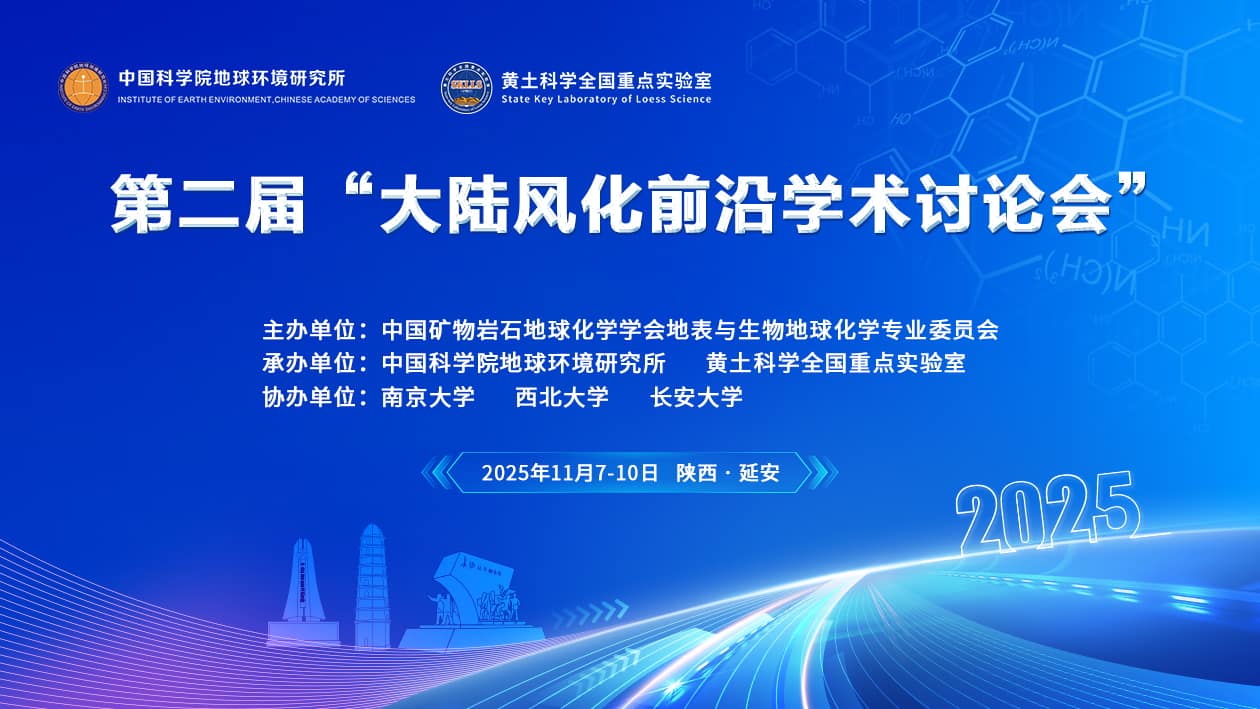 中国科学院地球环境研究所
INSTITUTE OF EARTH ENVIRONMENT,CHINESE ACADEMY OF SCIENCES
SKLLS
黄土科学全国重点实验室
State Key Laboratory of Loess Science
第二届“大陆风化前沿学术讨论会”
主办单位：中国矿物岩石地球化学学会地表与生物地球化学专业委员会
承办单位：中国科学院地球环境研究所 黄土科学全国重点实验室
协办单位：南京大学 西北大学 长安大学
2025年11月7-10日 陕西·延安
2025